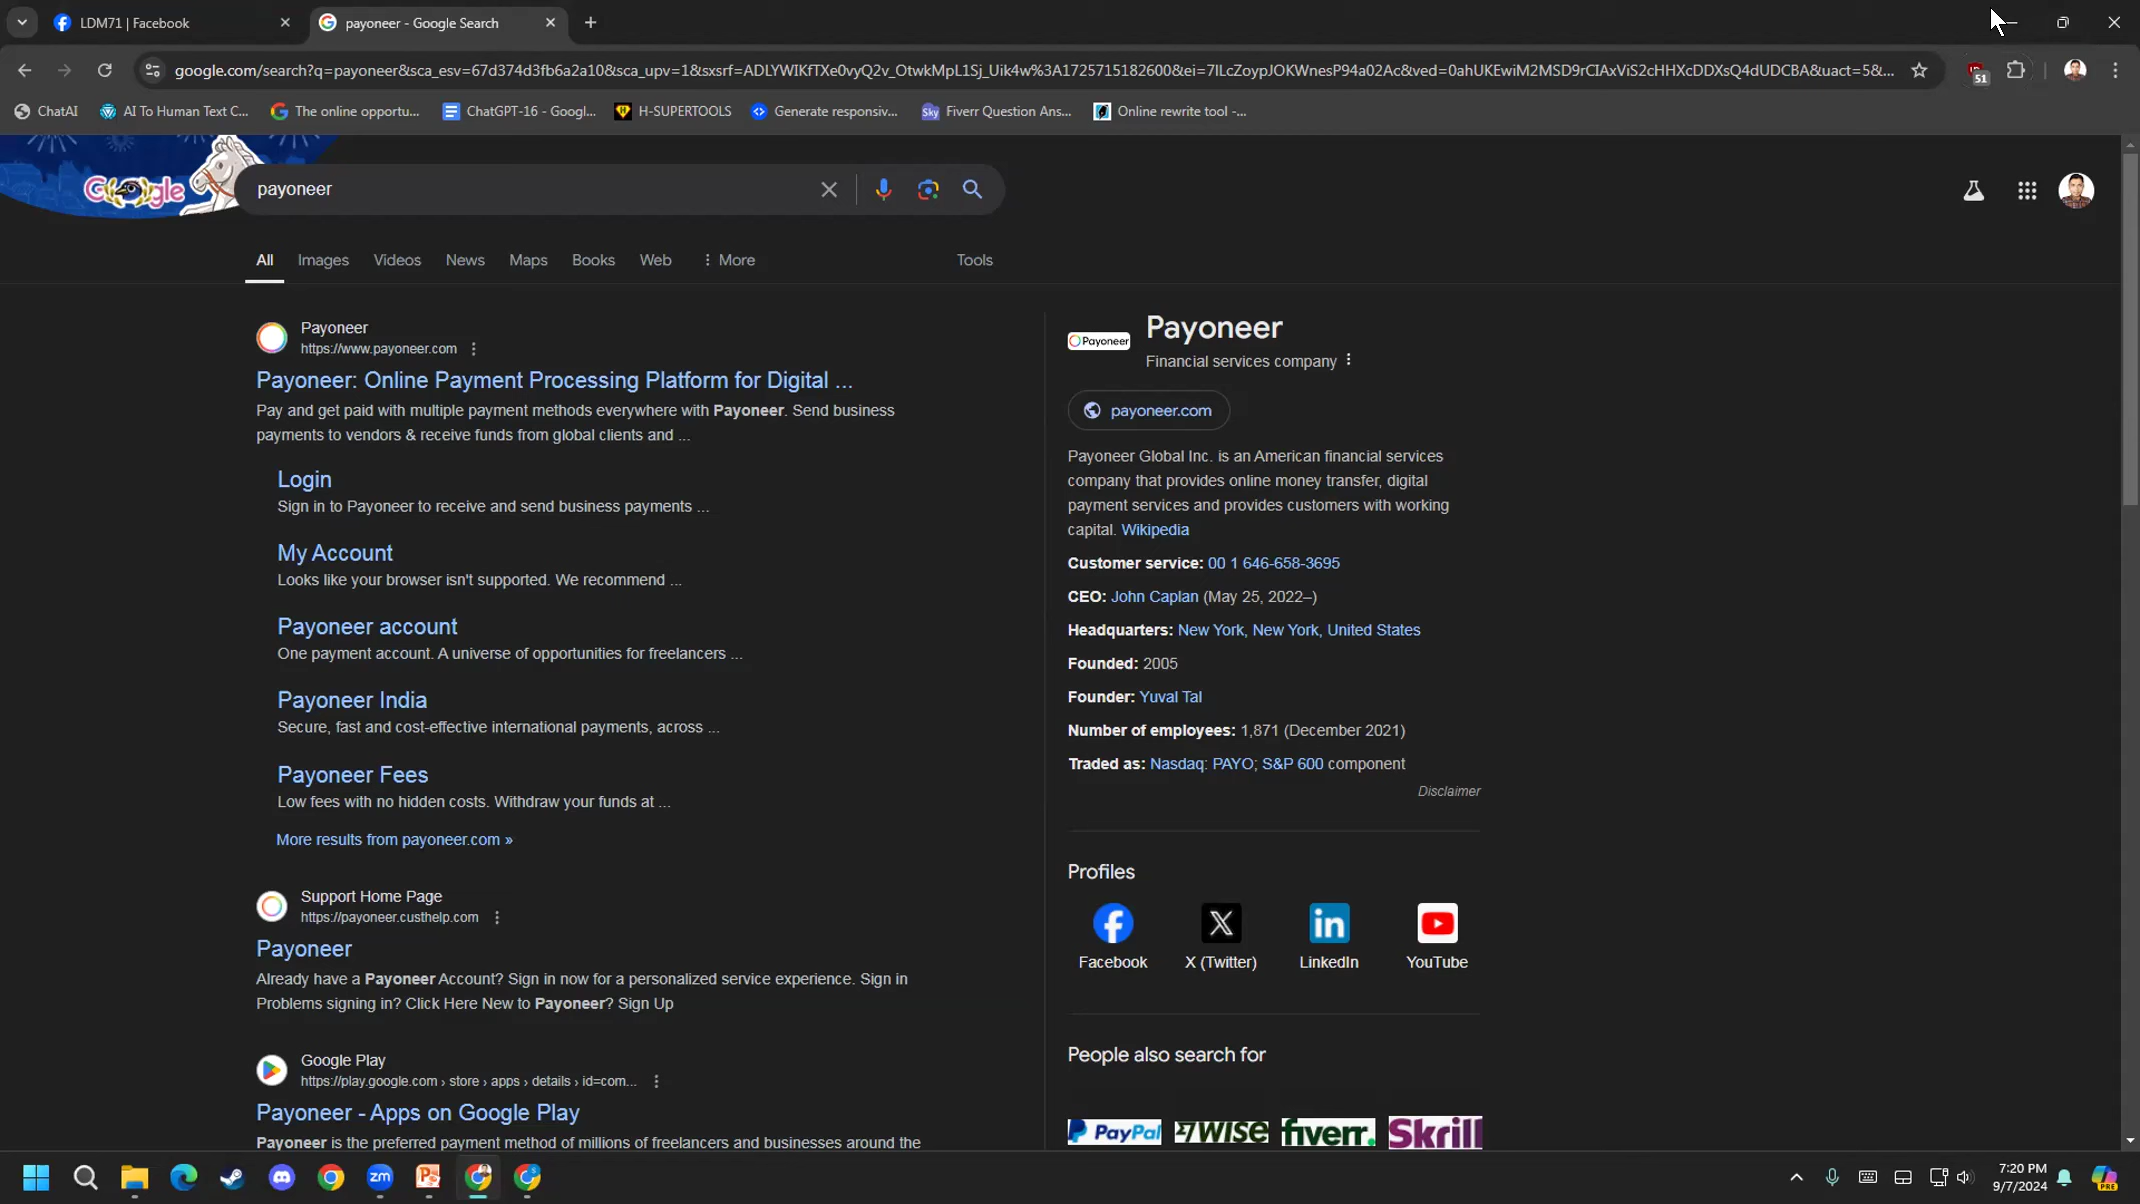 LDM71 | Facebook
payoneer - Google Search
google.com/search?q=payoneer&sca_esv=67d374d3fb6a2a10&sca_upv=1&sxsrf=ADLYWIKfTXe0vyQ2v_OtwkMpL1Sj_Uik4w%3A1725715182600&ei=7lLcZoypJOKWnesP94a02Ac&ved=0ahUKEwiM2MSD9rCIAxViS2cHHXcDDXsQ4dUDCBA&uact=5&...
51
ChatAI
AI To Human Text C...
The online opportu...
ChatGPT-16 - Googl...
H-SUPERTOOLS
Generate responsiv...
Fiverr Question Ans...
Online rewrite tool -...
Google
payoneer
All
Images
Videos
News
Maps
Books
Web
More
Tools
Payoneer
https://www.payoneer.com
Payoneer: Online Payment Processing Platform for Digital ...
Pay and get paid with multiple payment methods everywhere with Payoneer. Send business
payments to vendors & receive funds from global clients and ...
Login
Sign in to Payoneer to receive and send business payments ...
My Account
Looks like your browser isn't supported. We recommend ...
Payoneer account
One payment account. A universe of opportunities for freelancers ...
Payoneer India
Secure, fast and cost-effective international payments, across ...
Payoneer Fees
Low fees with no hidden costs. Withdraw your funds at ...
More results from payoneer.com »
Support Home Page
https://payoneer.custhelp.com
Payoneer
Already have a Payoneer Account? Sign in now for a personalized service experience. Sign in
Problems signing in? Click Here New to Payoneer? Sign Up
Google Play
https://play.google.com › store › apps › details › id=com...
Payoneer - Apps on Google Play
Payoneer is the preferred payment method of millions of freelancers and businesses around the
Payoneer
Payoneer
Financial services company
payoneer.com
Payoneer Global Inc. is an American financial services
company that provides online money transfer, digital
payment services and provides customers with working
capital. Wikipedia
Customer service: 00 1 646-658-3695
CEO: John Caplan (May 25, 2022–)
Headquarters: New York, New York, United States
Founded: 2005
Founder: Yuval Tal
Number of employees: 1,871 (December 2021)
Traded as: Nasdaq: PAYO; S&P 600 component
Disclaimer
Profiles
Facebook
X (Twitter)
LinkedIn
YouTube
People also search for
PayPal
WISE
fiverr.
Skrill
zm
7:20 PM
9/7/2024
PRE